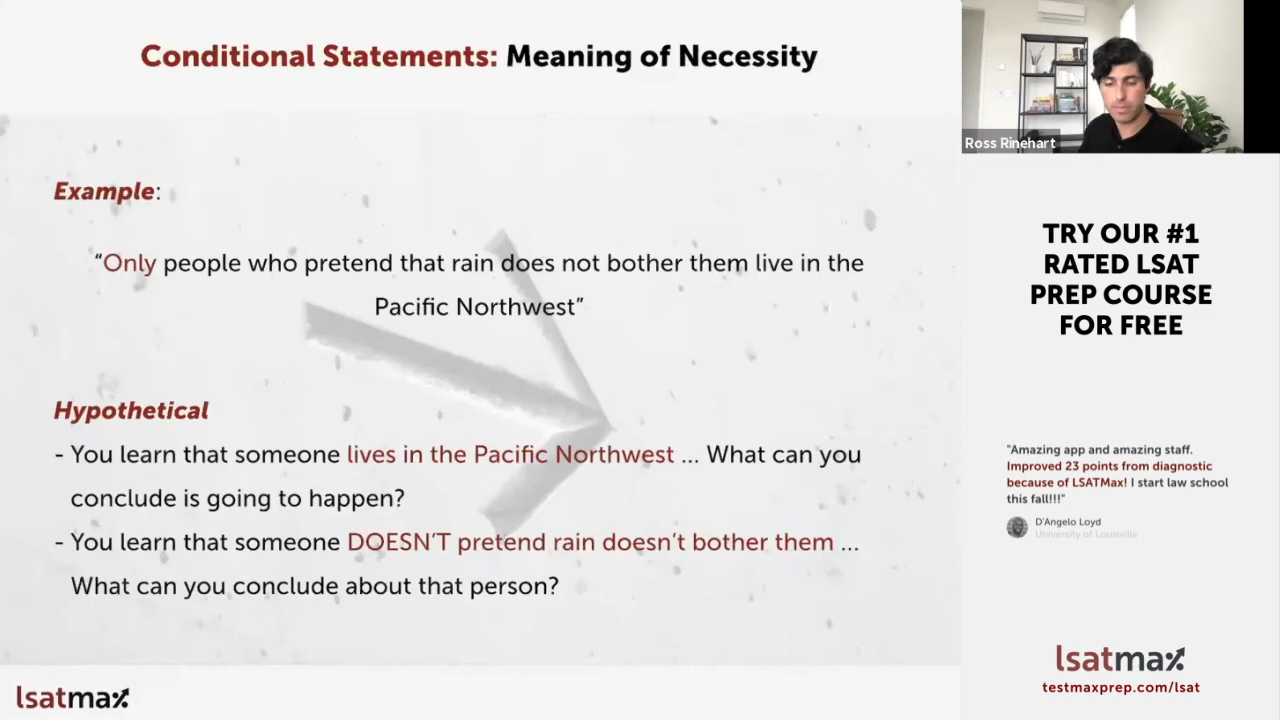 Conditional Statements: Meaning of Necessity
Example:
“Only people who pretend that rain does not bother them live in the
Pacific Northwest”
Hypothetical
- You learn that someone lives in the Pacific Northwest ... What can you
conclude is going to happen?
- You learn that someone DOESN’T pretend rain doesn’t bother them ...
What can you conclude about that person?
lsatmax
Ross Rinehart
TRY OUR #1
RATED LSAT
PREP COURSE
FOR FREE
"Amazing app and amazing staff.
Improved 23 points from diagnostic
because of LSATMax! I start law school
this fall!!!"
D'Angelo Loyd
University of Louisville
lsatmax
testmaxprep.com/lsat